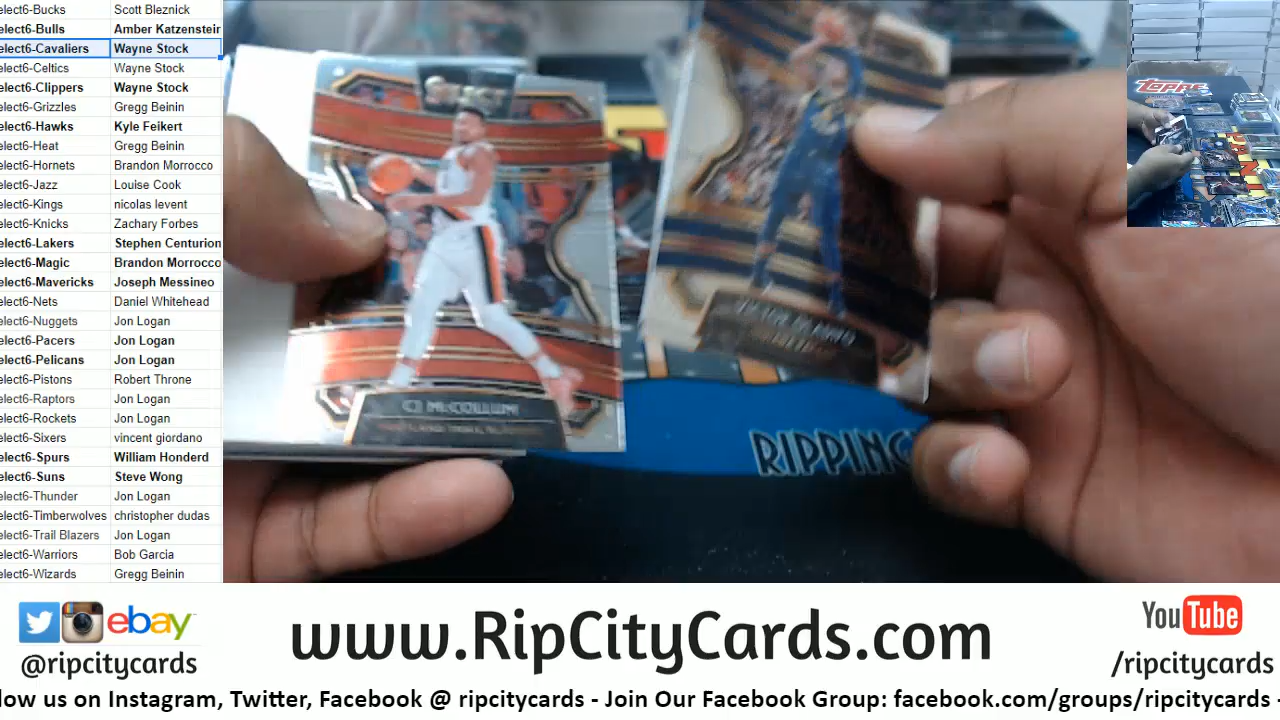 elect6-Bucks Scott Bleznick
elect6-Bulls Amber Katzenstein
elect6-Cavaliers Wayne Stock
elect6-Celtics Wayne Stock
elect6-Clippers Wayne Stock
elect6-Grizzles Gregg Beinin
elect6-Hawks Kyle Feikert
elect6-Heat Gregg Beinin
elect6-Hornets Brandon Morrocco
elect6-Jazz Louise Cook
elect6-Kings nicolas levent
elect6-Knicks Zachary Forbes
elect6-Lakers Stephen Centurion
elect6-Magic Brandon Morrocco
elect6-Mavericks Joseph Messineo
elect6-Nets Daniel Whitehead
elect6-Nuggets Jon Logan
elect6-Pacers Jon Logan
elect6-Pelicans Jon Logan
elect6-Pistons Robert Throne
elect6-Raptors Jon Logan
elect6-Rockets Jon Logan
elect6-Sixers vincent giordano
elect6-Spurs William Honderd
elect6-Suns Steve Wong
elect6-Thunder Jon Logan
elect6-Timberwolves christopher dudas
elect6-Trail Blazers Jon Logan
elect6-Warriors Bob Garcia
elect6-Wizards Gregg Beinin
SELECT
CJ McCOLLUM
RIPPING
TOPPS
ebay
@ripcitycards
www.RipCityCards.com
YouTube
/ripcitycards
low us on Instagram, Twitter, Facebook @ ripcitycards - Join Our Facebook Group: facebook.com/groups/ripcitycards -